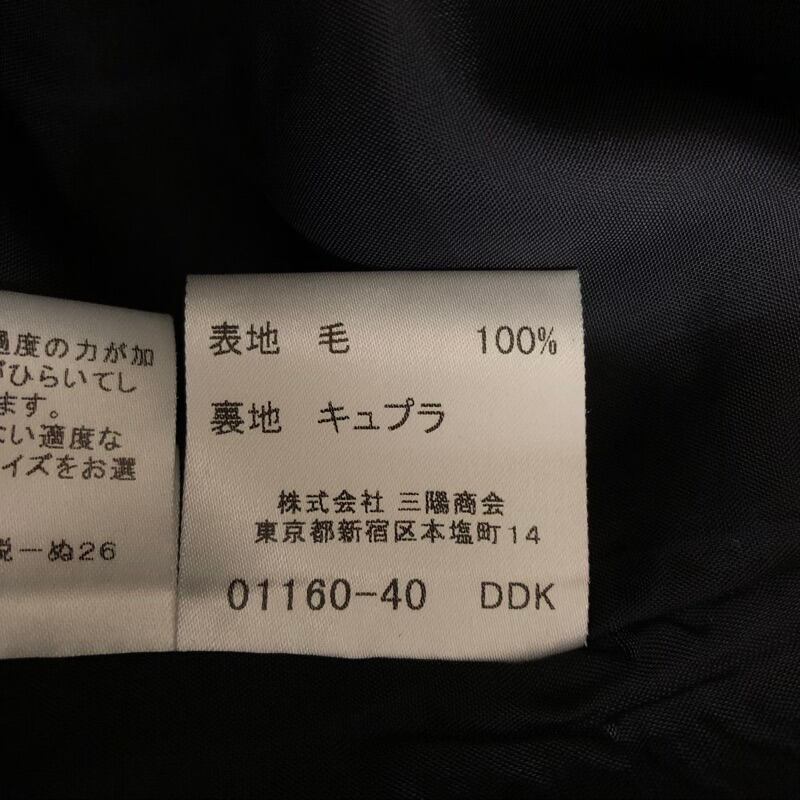 適度の力が加
がひらいてし
ます。
ない適度な
イズをお選
説-ぬ26
表地 毛 100%
裏地 キュプラ
株式会社 三陽商会
東京都新宿区本塩町14
01160-40 DDK